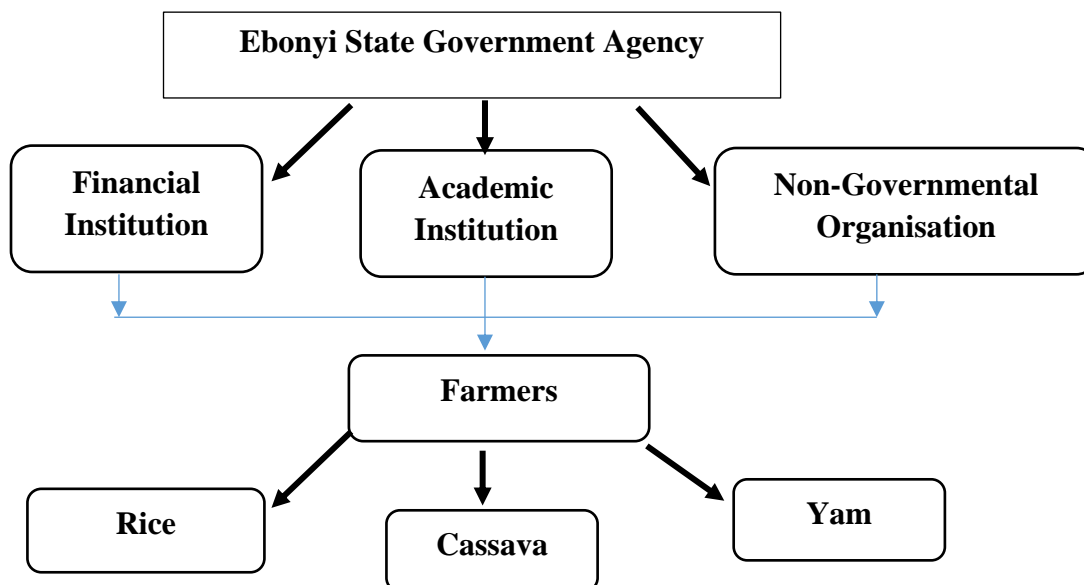 Ebonyi State Government Agency
Financial
Institution
Academic
Institution
Non-Governmental
Organisation
Farmers
Rice
Cassava
Yam